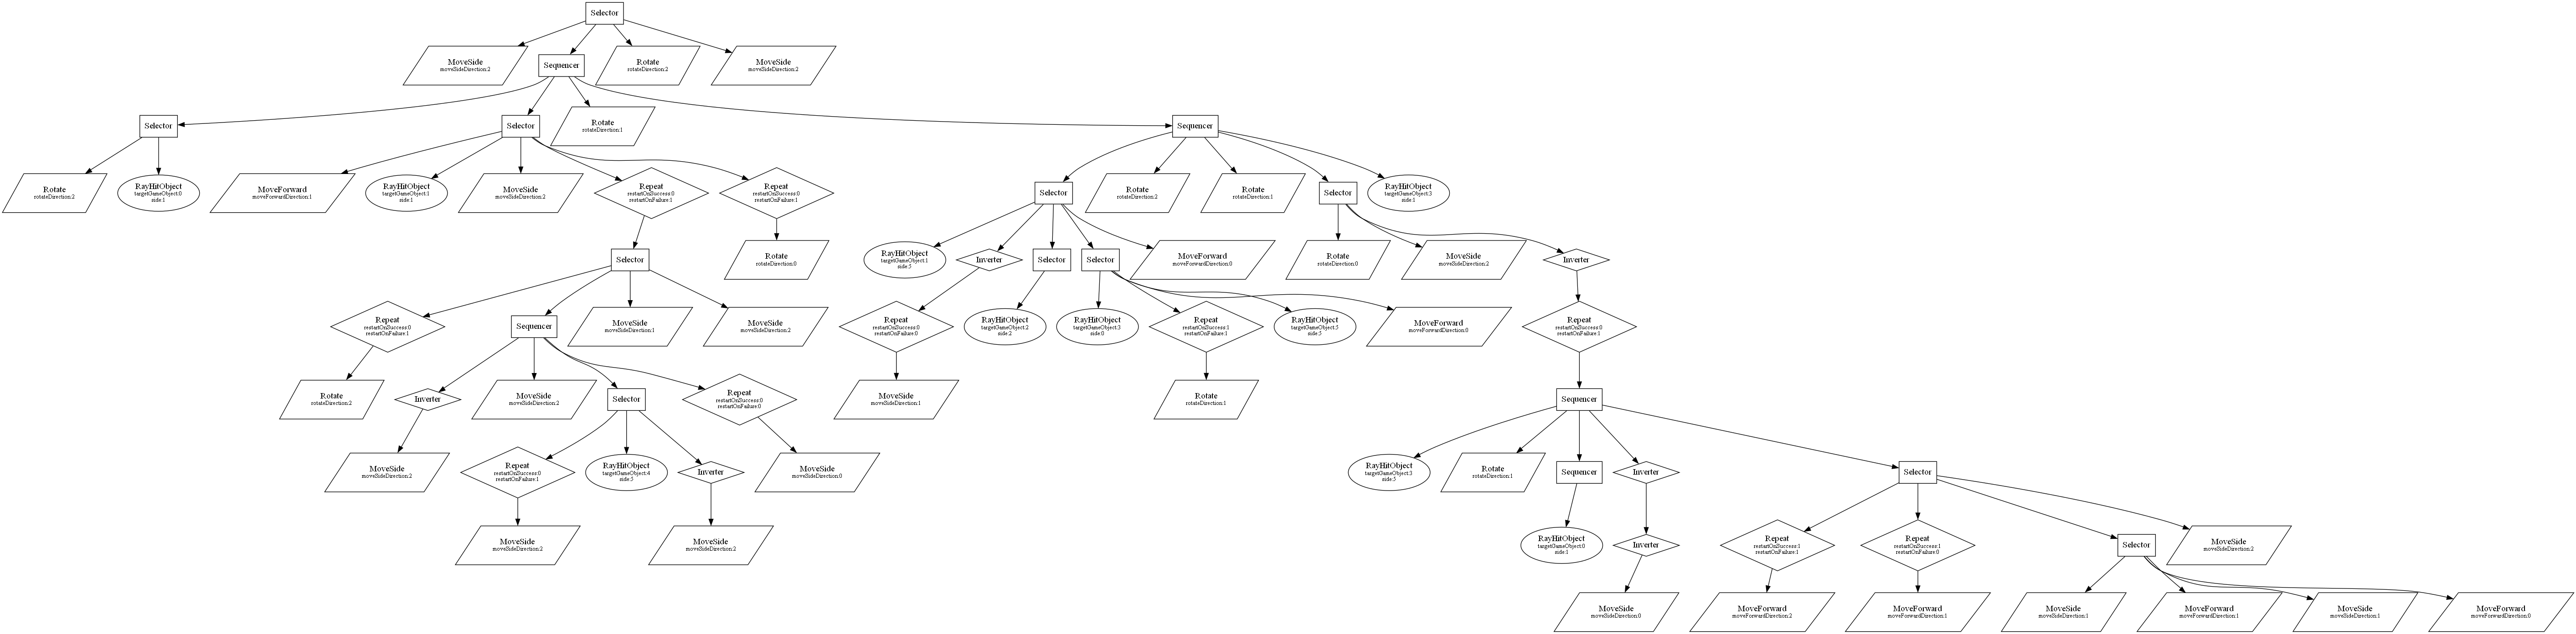 Selector
MoveSide
moveSideDirection:2
Sequencer
Rotate
rotateDirection:2
MoveSide
moveSideDirection:2
Selector
Selector
Rotate
rotateDirection:1
Sequencer
Rotate
rotateDirection:2
RayHitObject
targetGameObject:0
side:1
MoveForward
moveForwardDirection:1
RayHitObject
targetGameObject:1
side:1
MoveSide
moveSideDirection:2
Repeat
restartOnSuccess:0
restartOnFailure:1
Repeat
restartOnSuccess:0
restartOnFailure:1
Selector
Rotate
rotateDirection:2
Rotate
rotateDirection:1
Selector
RayHitObject
targetGameObject:3
side:1
Selector
Rotate
rotateDirection:0
RayHitObject
targetGameObject:1
side:5
Inverter
Selector
Selector
MoveForward
moveForwardDirection:0
Rotate
rotateDirection:0
MoveSide
moveSideDirection:2
Inverter
Repeat
restartOnSuccess:0
restartOnFailure:1
Sequencer
MoveSide
moveSideDirection:1
MoveSide
moveSideDirection:2
Repeat
restartOnSuccess:0
restartOnFailure:0
RayHitObject
targetGameObject:2
side:2
RayHitObject
targetGameObject:3
side:0
Repeat
restartOnSuccess:1
restartOnFailure:1
RayHitObject
targetGameObject:5
side:5
MoveForward
moveForwardDirection:0
Repeat
restartOnSuccess:0
restartOnFailure:1
Rotate
rotateDirection:2
Inverter
MoveSide
moveSideDirection:2
Selector
Repeat
restartOnSuccess:0
restartOnFailure:0
MoveSide
moveSideDirection:1
Rotate
rotateDirection:1
Sequencer
MoveSide
moveSideDirection:2
Repeat
restartOnSuccess:0
restartOnFailure:1
RayHitObject
targetGameObject:4
side:5
Inverter
MoveSide
moveSideDirection:0
RayHitObject
targetGameObject:3
side:5
Rotate
rotateDirection:1
Sequencer
Inverter
Selector
MoveSide
moveSideDirection:2
MoveSide
moveSideDirection:2
RayHitObject
targetGameObject:0
side:1
Inverter
Repeat
restartOnSuccess:1
restartOnFailure:1
Repeat
restartOnSuccess:1
restartOnFailure:0
Selector
MoveSide
moveSideDirection:2
MoveSide
moveSideDirection:0
MoveForward
moveForwardDirection:2
MoveForward
moveForwardDirection:1
MoveSide
moveSideDirection:1
MoveForward
moveForwardDirection:1
MoveSide
moveSideDirection:1
MoveForward
moveForwardDirection:0